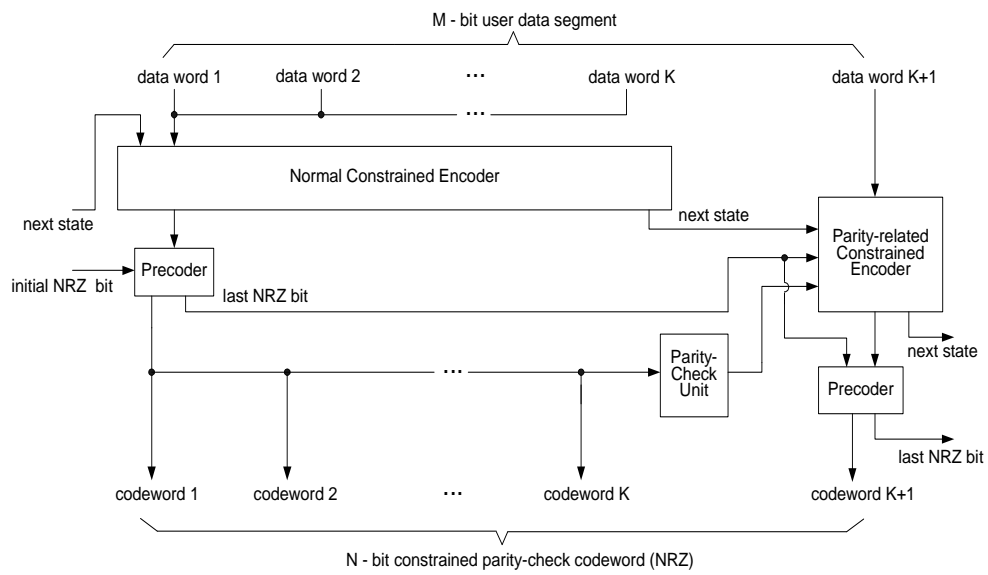 M - bit user data segment
data word 1
data word 2
...
data word K
data word K+1
...
Normal Constrained Encoder
next state
next state
Parity-related
Constrained
Encoder
Precoder
initial NRZ bit
last NRZ bit
next state
Parity-
Check
Unit
...
Precoder
last NRZ bit
codeword 1
codeword 2
...
codeword K
codeword K+1
N - bit constrained parity-check codeword (NRZ)